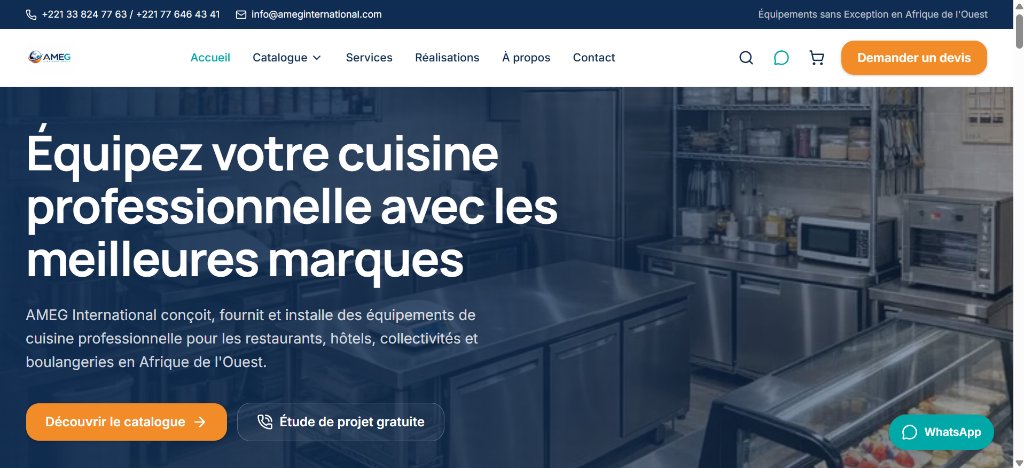 +221 33 824 77 63 / +221 77 646 43 41 info@ameginternational.com Équipements sans Exception en Afrique de l'Ouest
AMEG Accueil Catalogue Services Réalisations À propos Contact Demander un devis
Équipez votre cuisine
professionnelle avec les
meilleures marques
AMEG International conçoit, fournit et installe des équipements de
cuisine professionnelle pour les restaurants, hôtels, collectivités et
boulangeries en Afrique de l'Ouest.
Découvrir le catalogue Étude de projet gratuite
WhatsApp